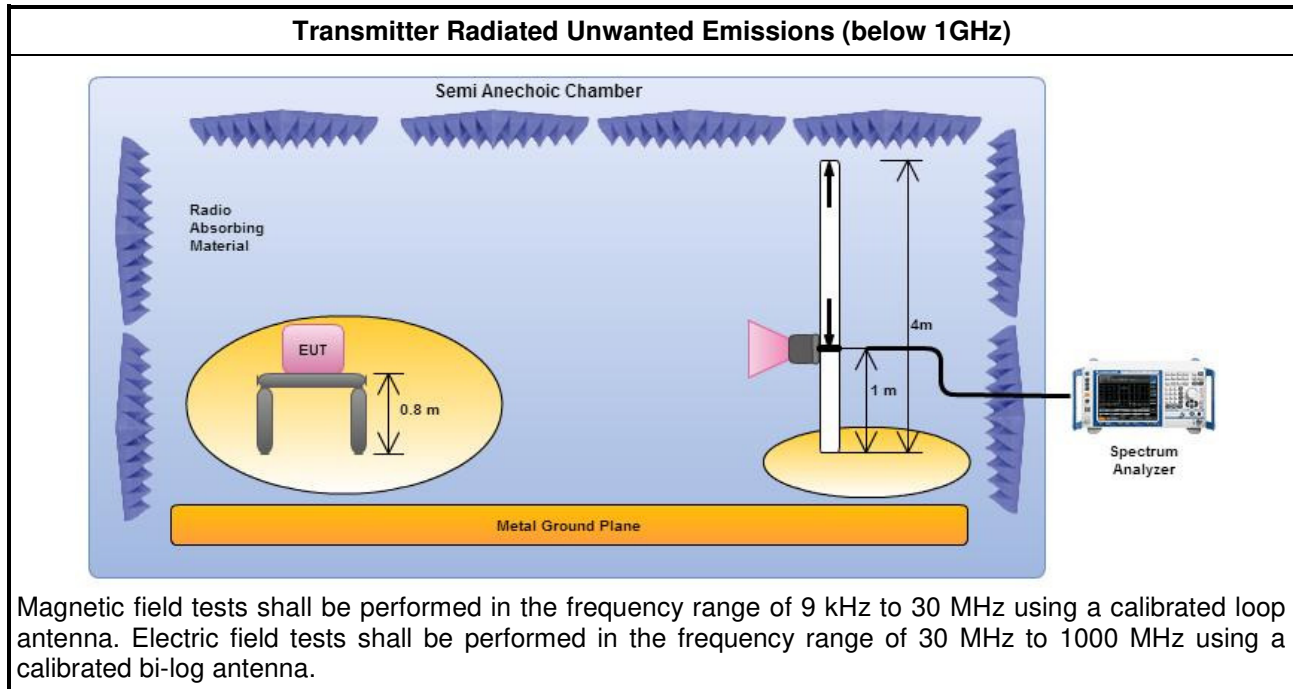 Transmitter Radiated Unwanted Emissions (below 1GHz)
Semi Anechoic Chamber
Radio
Absorbing
Material
EUT
0.8 m
4m
1 m
Spectrum
Analyzer
Metal Ground Plane
Magnetic field tests shall be performed in the frequency range of 9 kHz to 30 MHz using a calibrated loop
antenna. Electric field tests shall be performed in the frequency range of 30 MHz to 1000 MHz using a
calibrated bi-log antenna.